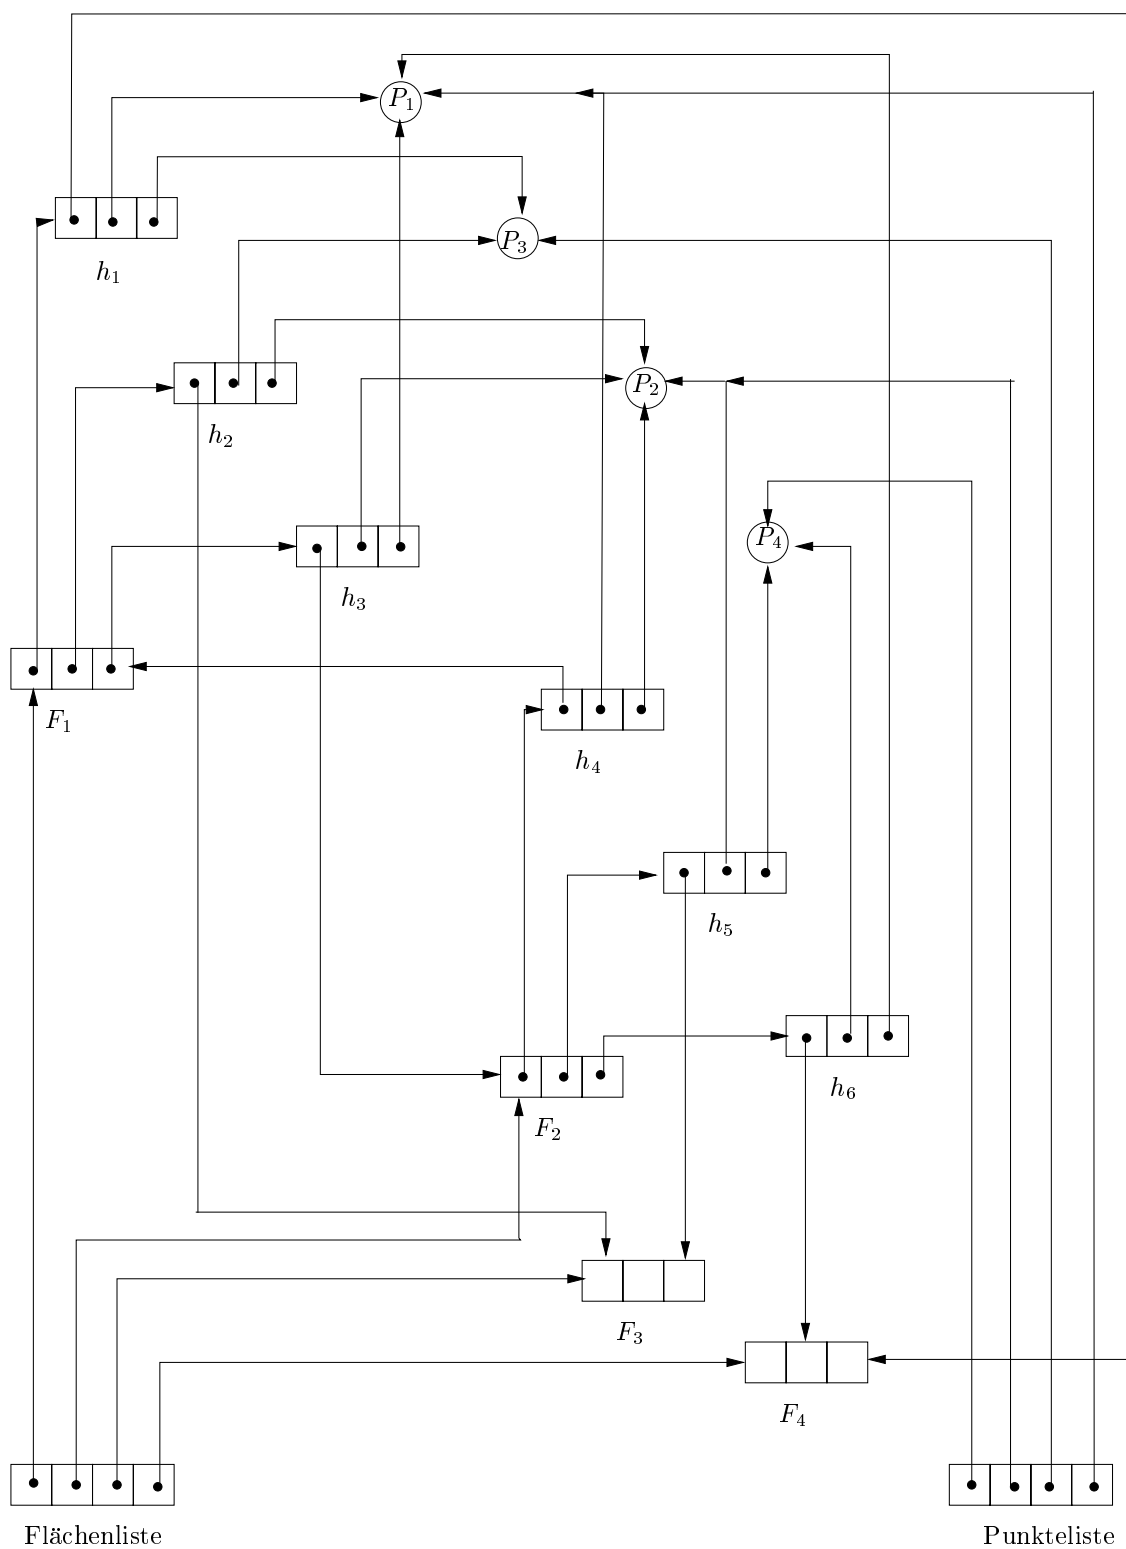 P₁
P₃
h₁
P₂
h₂
P₄
h₃
F₁
h₄
h₅
h₆
F₂
F₃
F₄
Flächenliste
Punkteliste